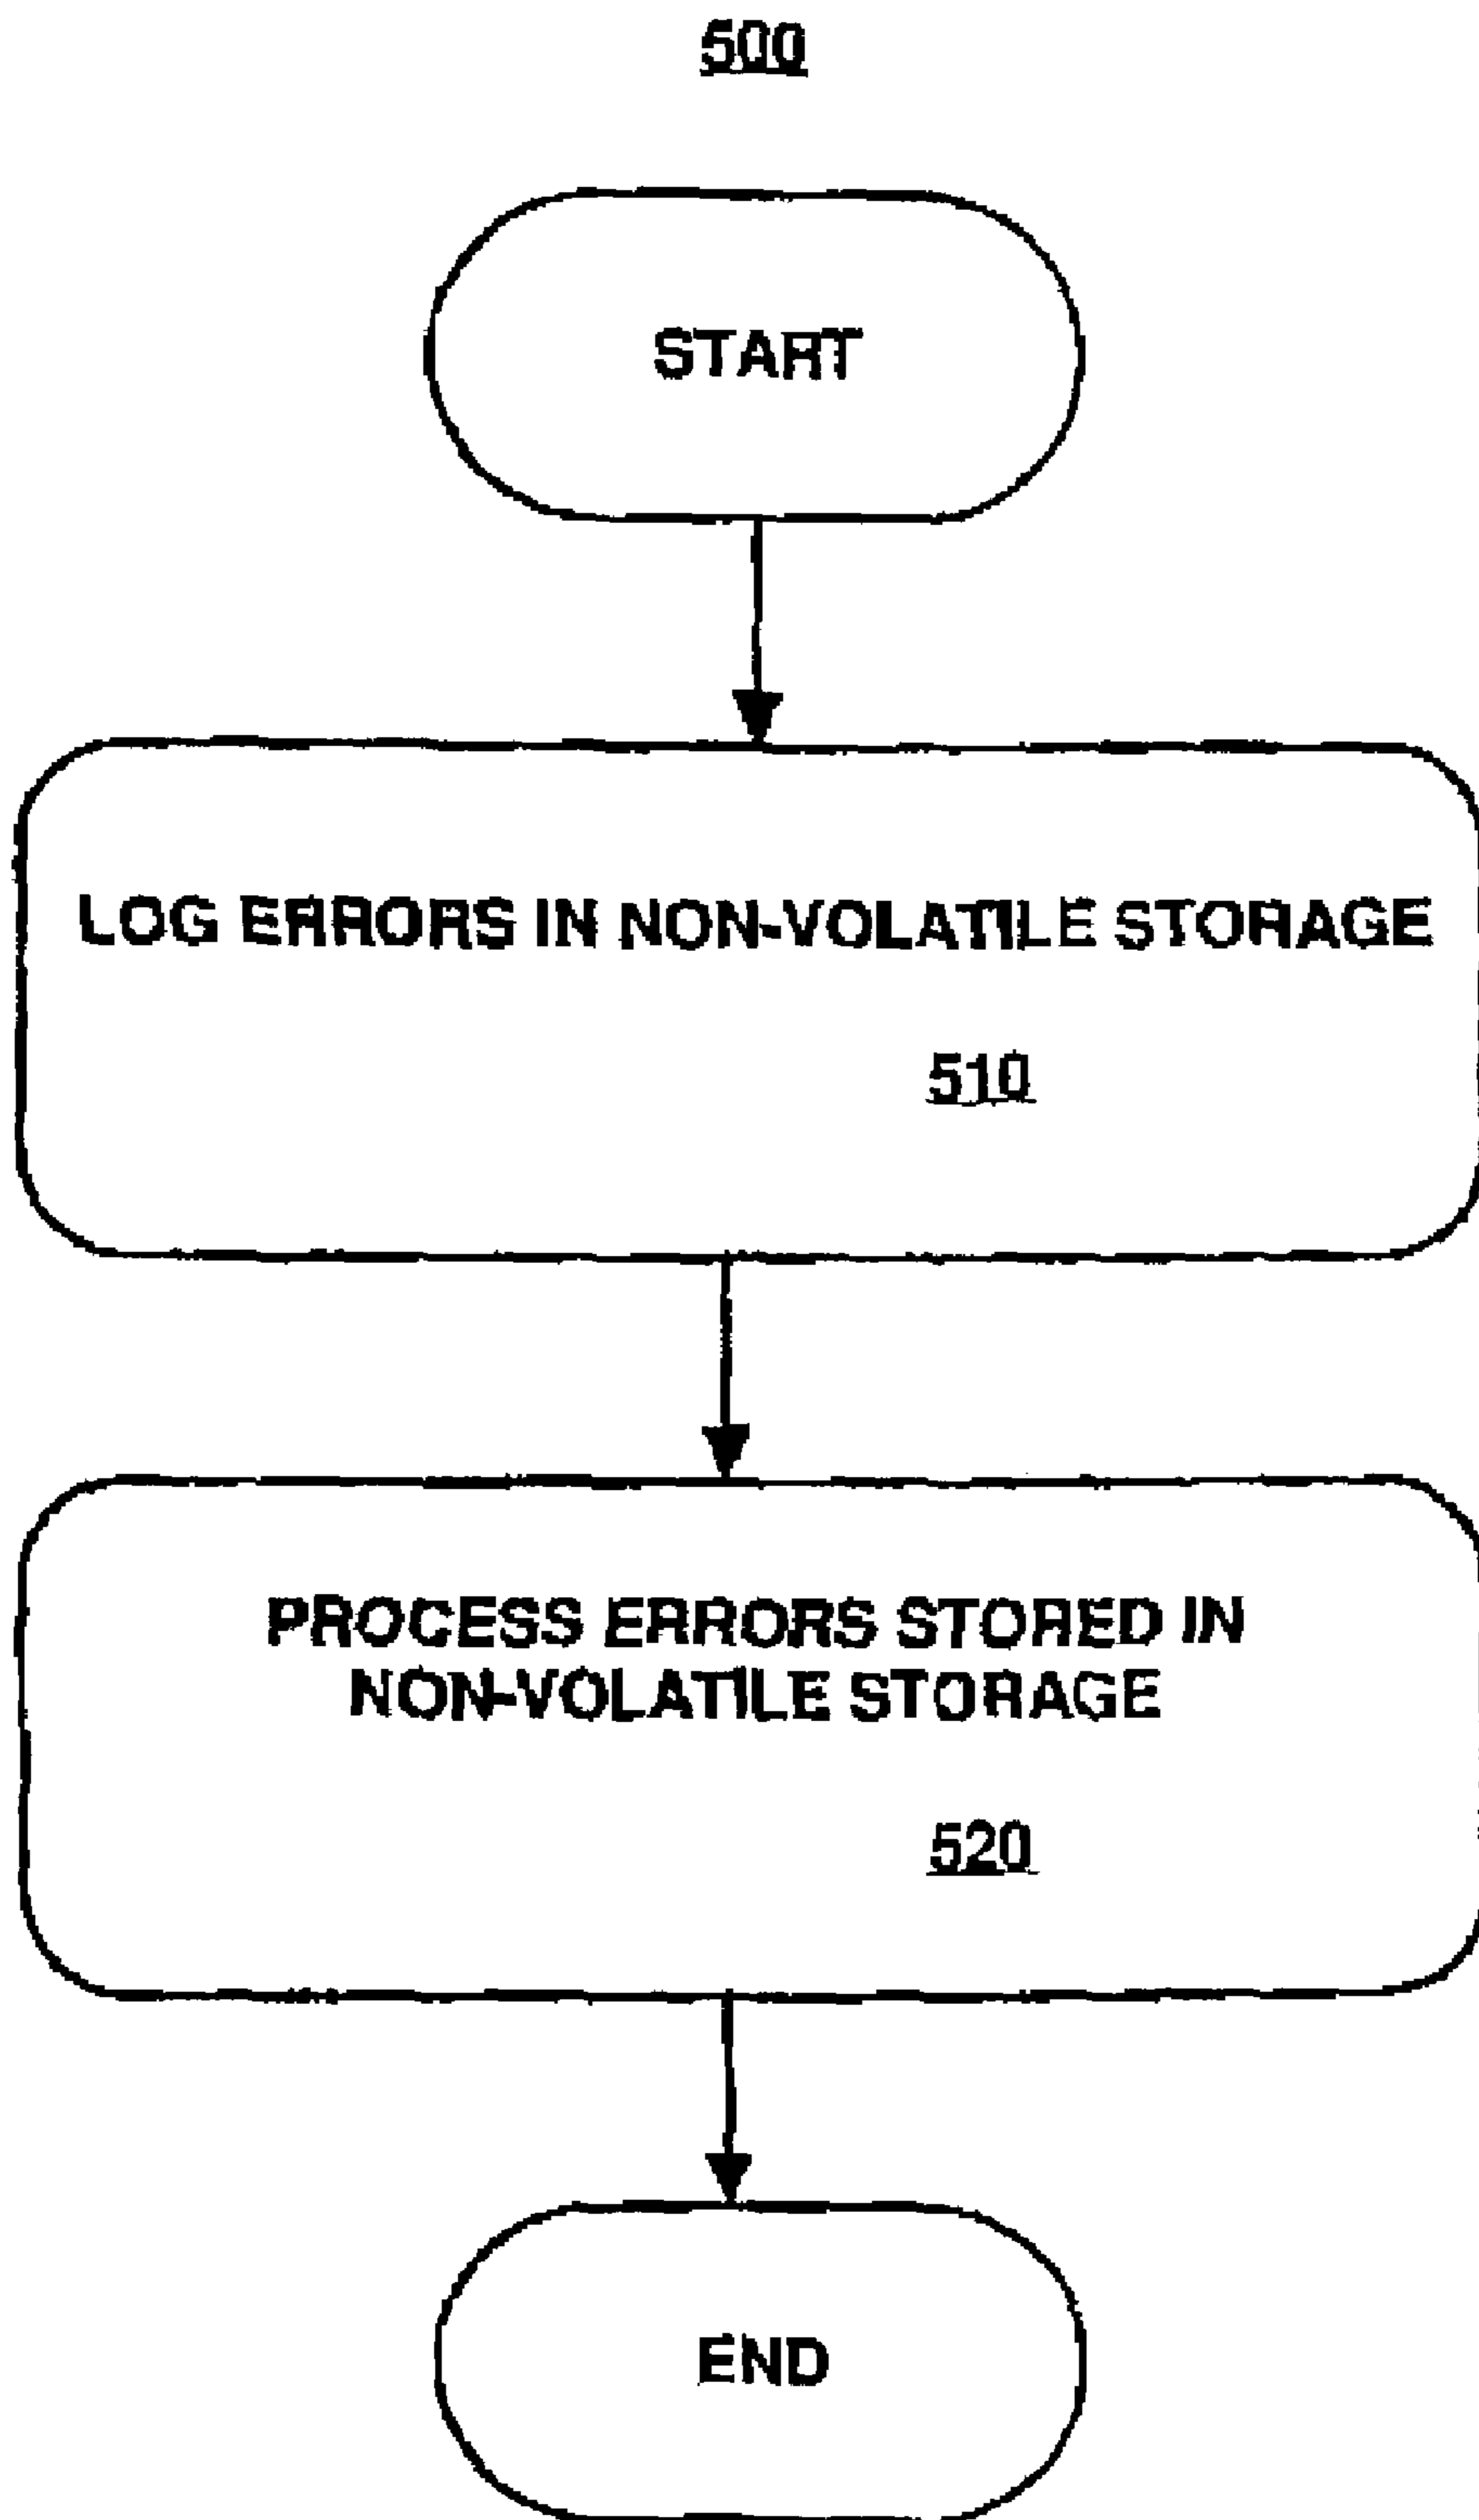 500
START
LOG ERRORS IN NON-VOLATILE STORAGE
510
PROCESS ERRORS STORED IN
NON-VOLATILE STORAGE
520
END